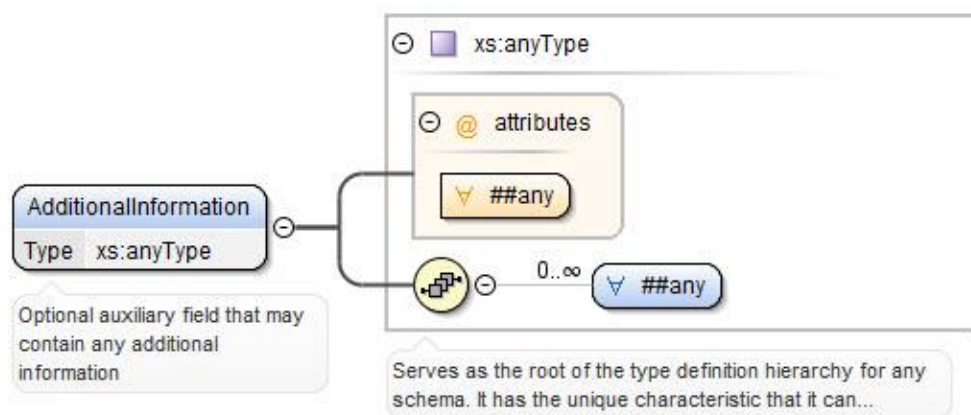 xs:anyType
@ attributes
∀ ##any
AdditionalInformation
Type xs:anyType
0..∞
∀ ##any
Optional auxiliary field that may
contain any additional
information
Serves as the root of the type definition hierarchy for any
schema. It has the unique characteristic that it can...